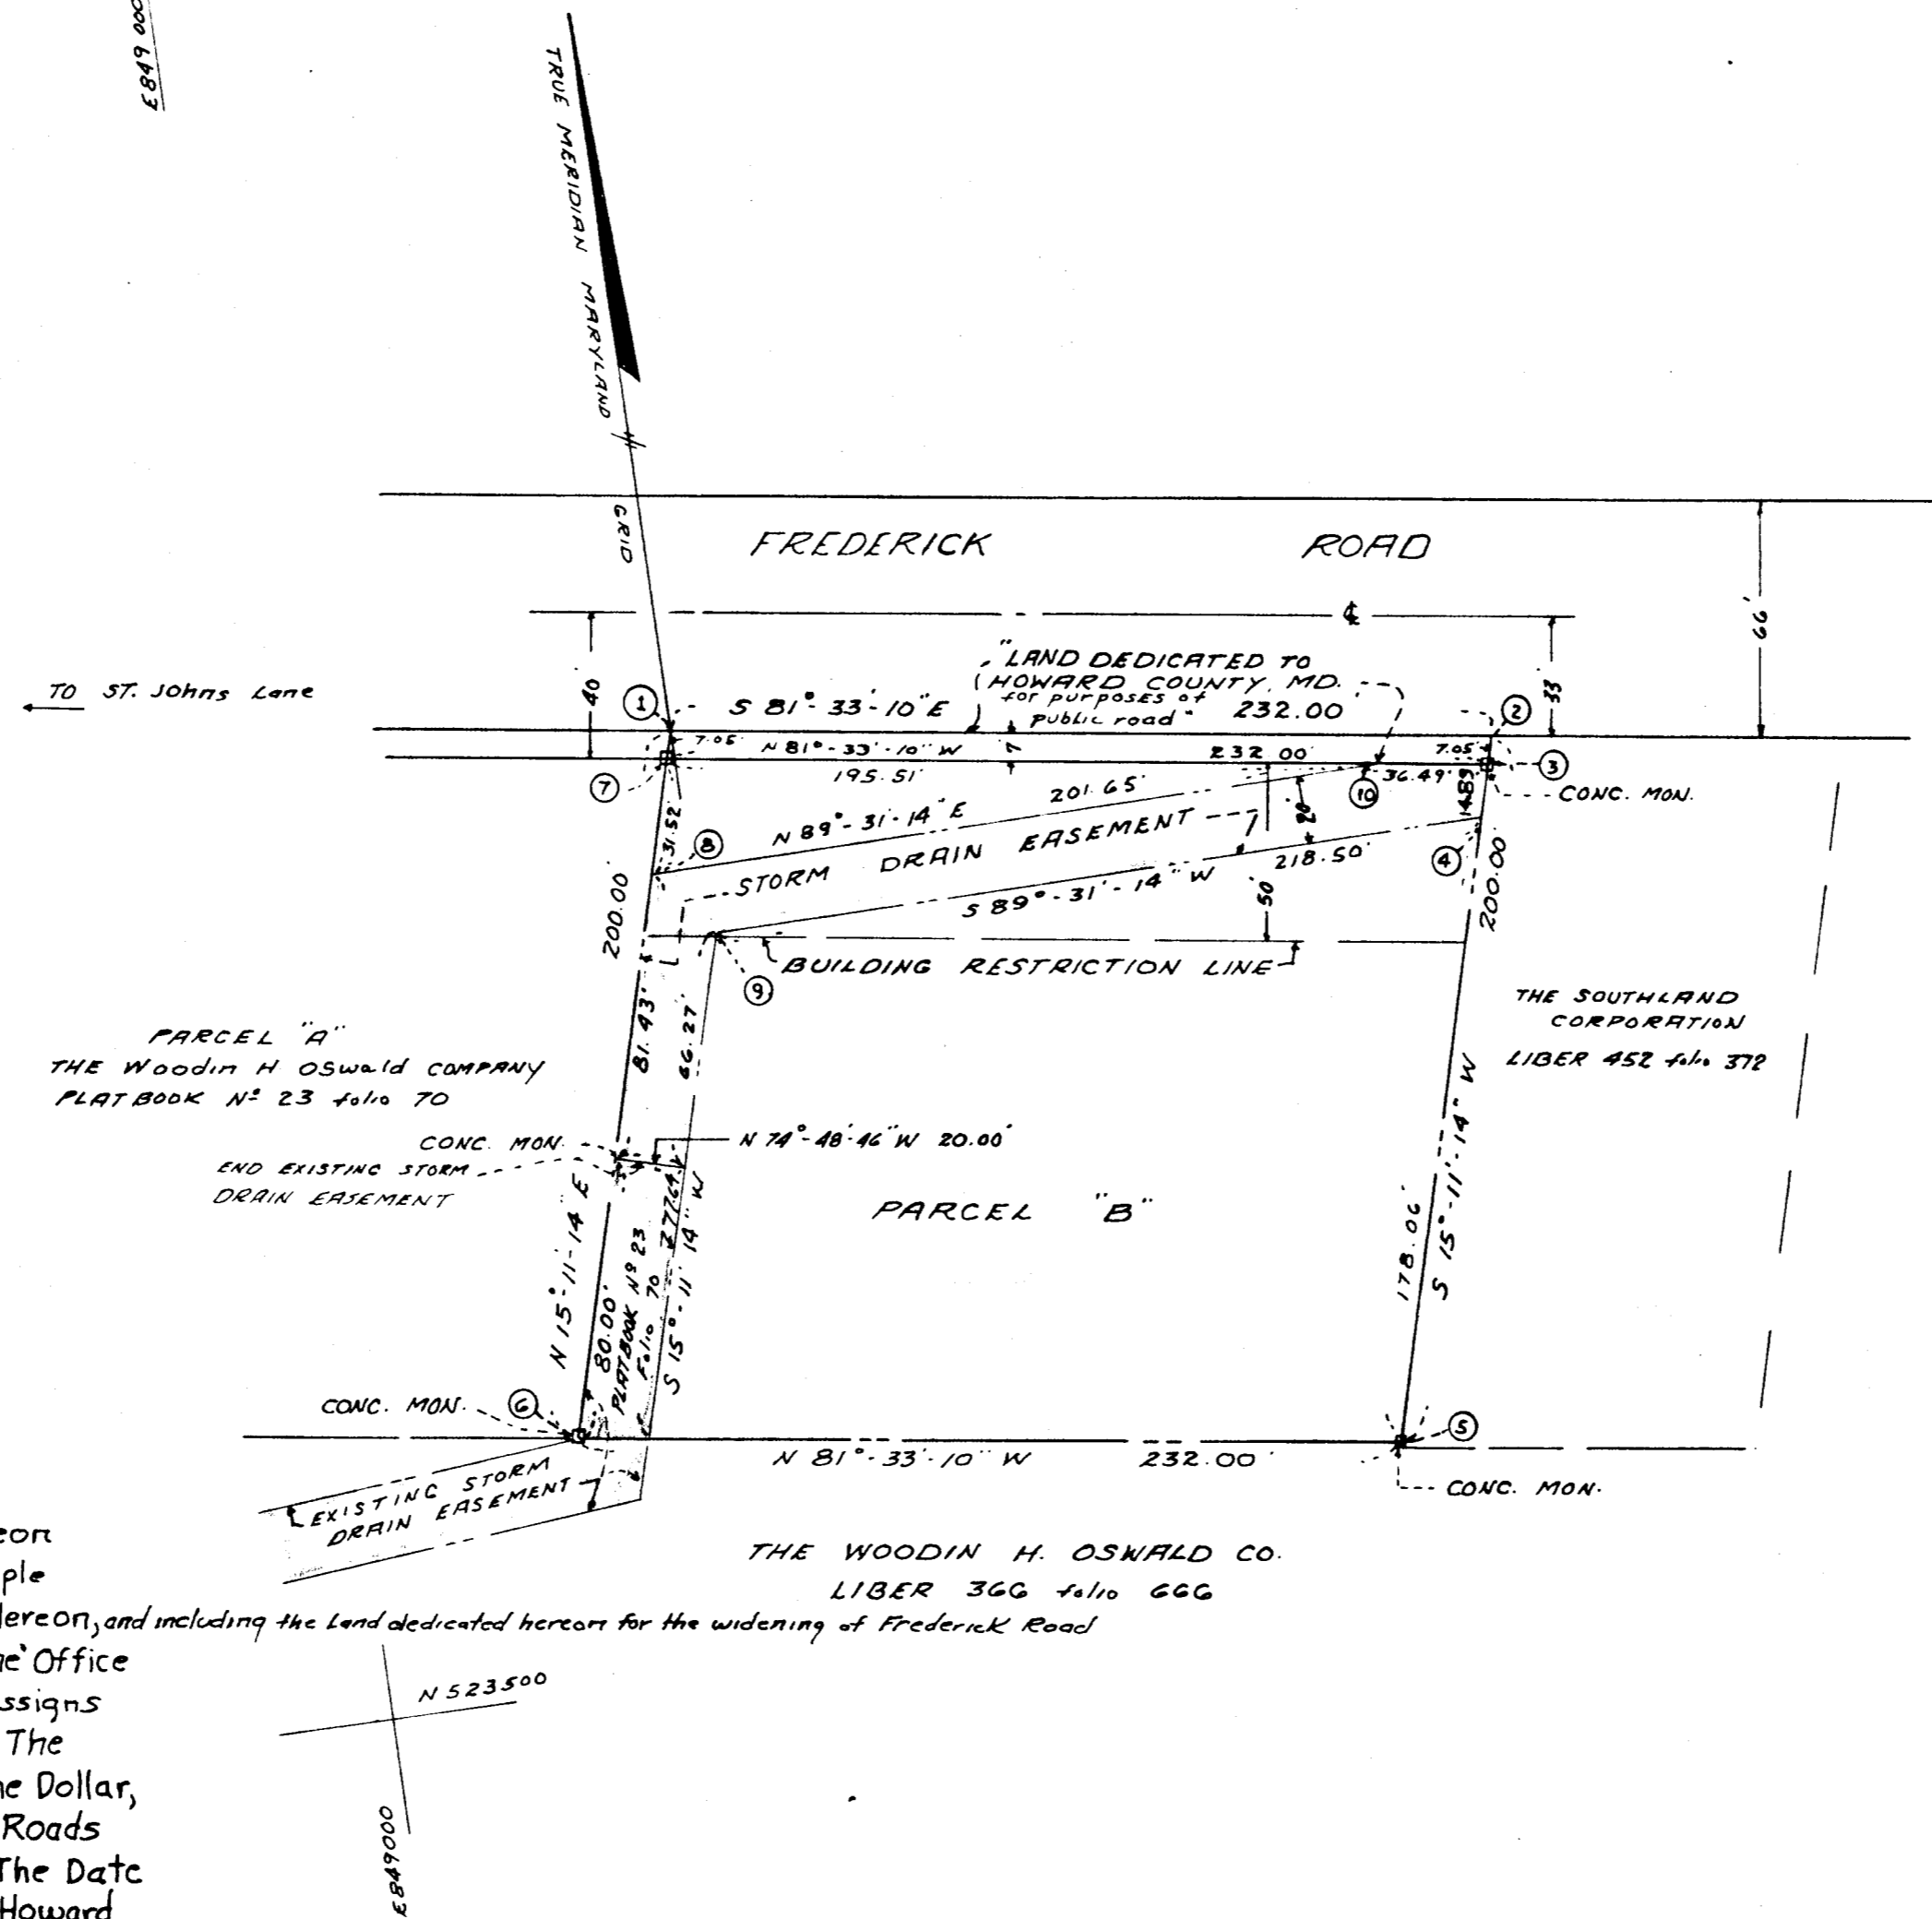 E849 000
TRUE MERIDIAN MARYLAND
GRID
FREDERICK ROAD
66'
℄
40'
33'
TO ST. Johns Lane
"LAND DEDICATED TO
HOWARD COUNTY, MD.
for purposes of
public road"
1
S 81°-33'-10" E
232.00
2
7.05'
N 81°-33'-10" W
7
232.00'
7.05'
3
7
195.51'
36.49'
10
CONC. MON.
14.89
31.52'
8
N 89°-31'-14" E
201.65'
20'
STORM DRAIN EASEMENT
218.50'
4
S 89°-31'-14" W
50'
200.00'
200.00'
BUILDING RESTRICTION LINE
9
81.43'
66.27'
THE SOUTHLAND
CORPORATION
LIBER 452 folio 372
PARCEL "A"
THE Woodin H Oswald COMPANY
PLATBOOK Nº 23 folio 70
CONC. MON.
N 74°-48'-46" W 20.00'
END EXISTING STORM
DRAIN EASEMENT
PARCEL "B"
N 15°-11'-14" E
80.00'
PLATBOOK Nº 23
Folio 70
S 15°-11'-14" W
178.06'
S 15°-11'-14" W
CONC. MON.
6
5
N 81°-33'-10" W
232.00'
CONC. MON.
EXISTING STORM
DRAIN EASEMENT
THE WOODIN H. OSWALD CO.
LIBER 366 folio 666
eon
ple
Hereon, and including the Land dedicated hereon for the widening of Frederick Road
he Office
ssigns
The
ne Dollar,
Roads
The Date
Howard
N 523500
E849000